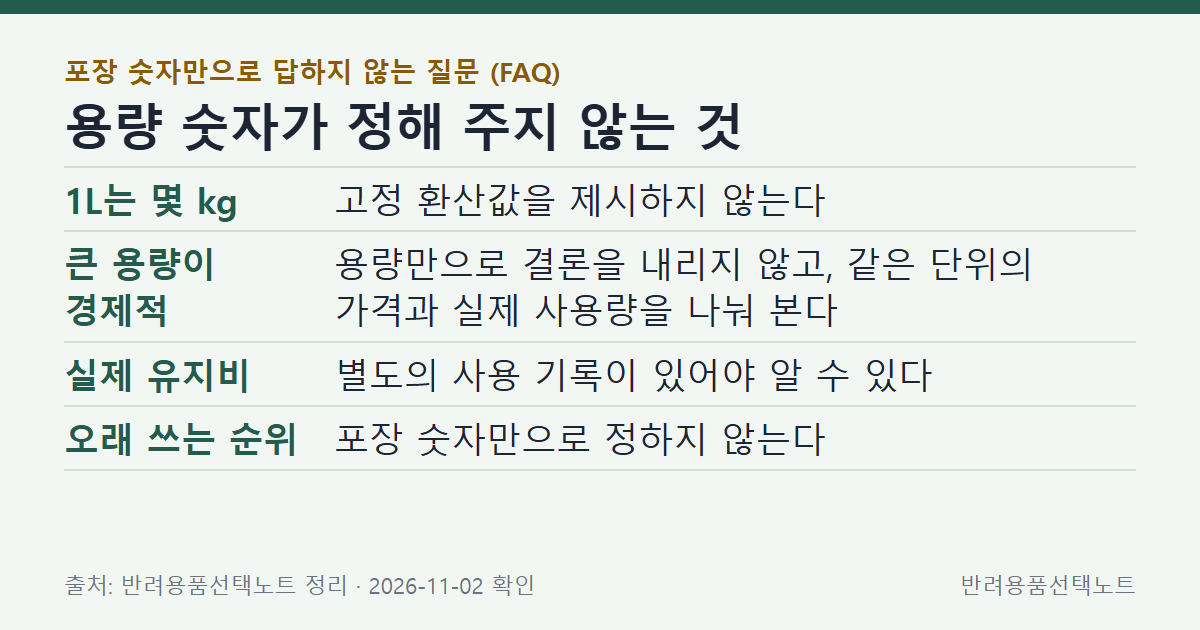 포장 숫자만으로 답하지 않는 질문 (FAQ)
용량 숫자가 정해 주지 않는 것
1L는 몇 kg
고정 환산값을 제시하지 않는다
큰 용량이
경제적
용량만으로 결론을 내리지 않고, 같은 단위의
가격과 실제 사용량을 나눠 본다
실제 유지비
별도의 사용 기록이 있어야 알 수 있다
오래 쓰는 순위
포장 숫자만으로 정하지 않는다
출처: 반려용품선택노트 정리 · 2026-11-02 확인
반려용품선택노트